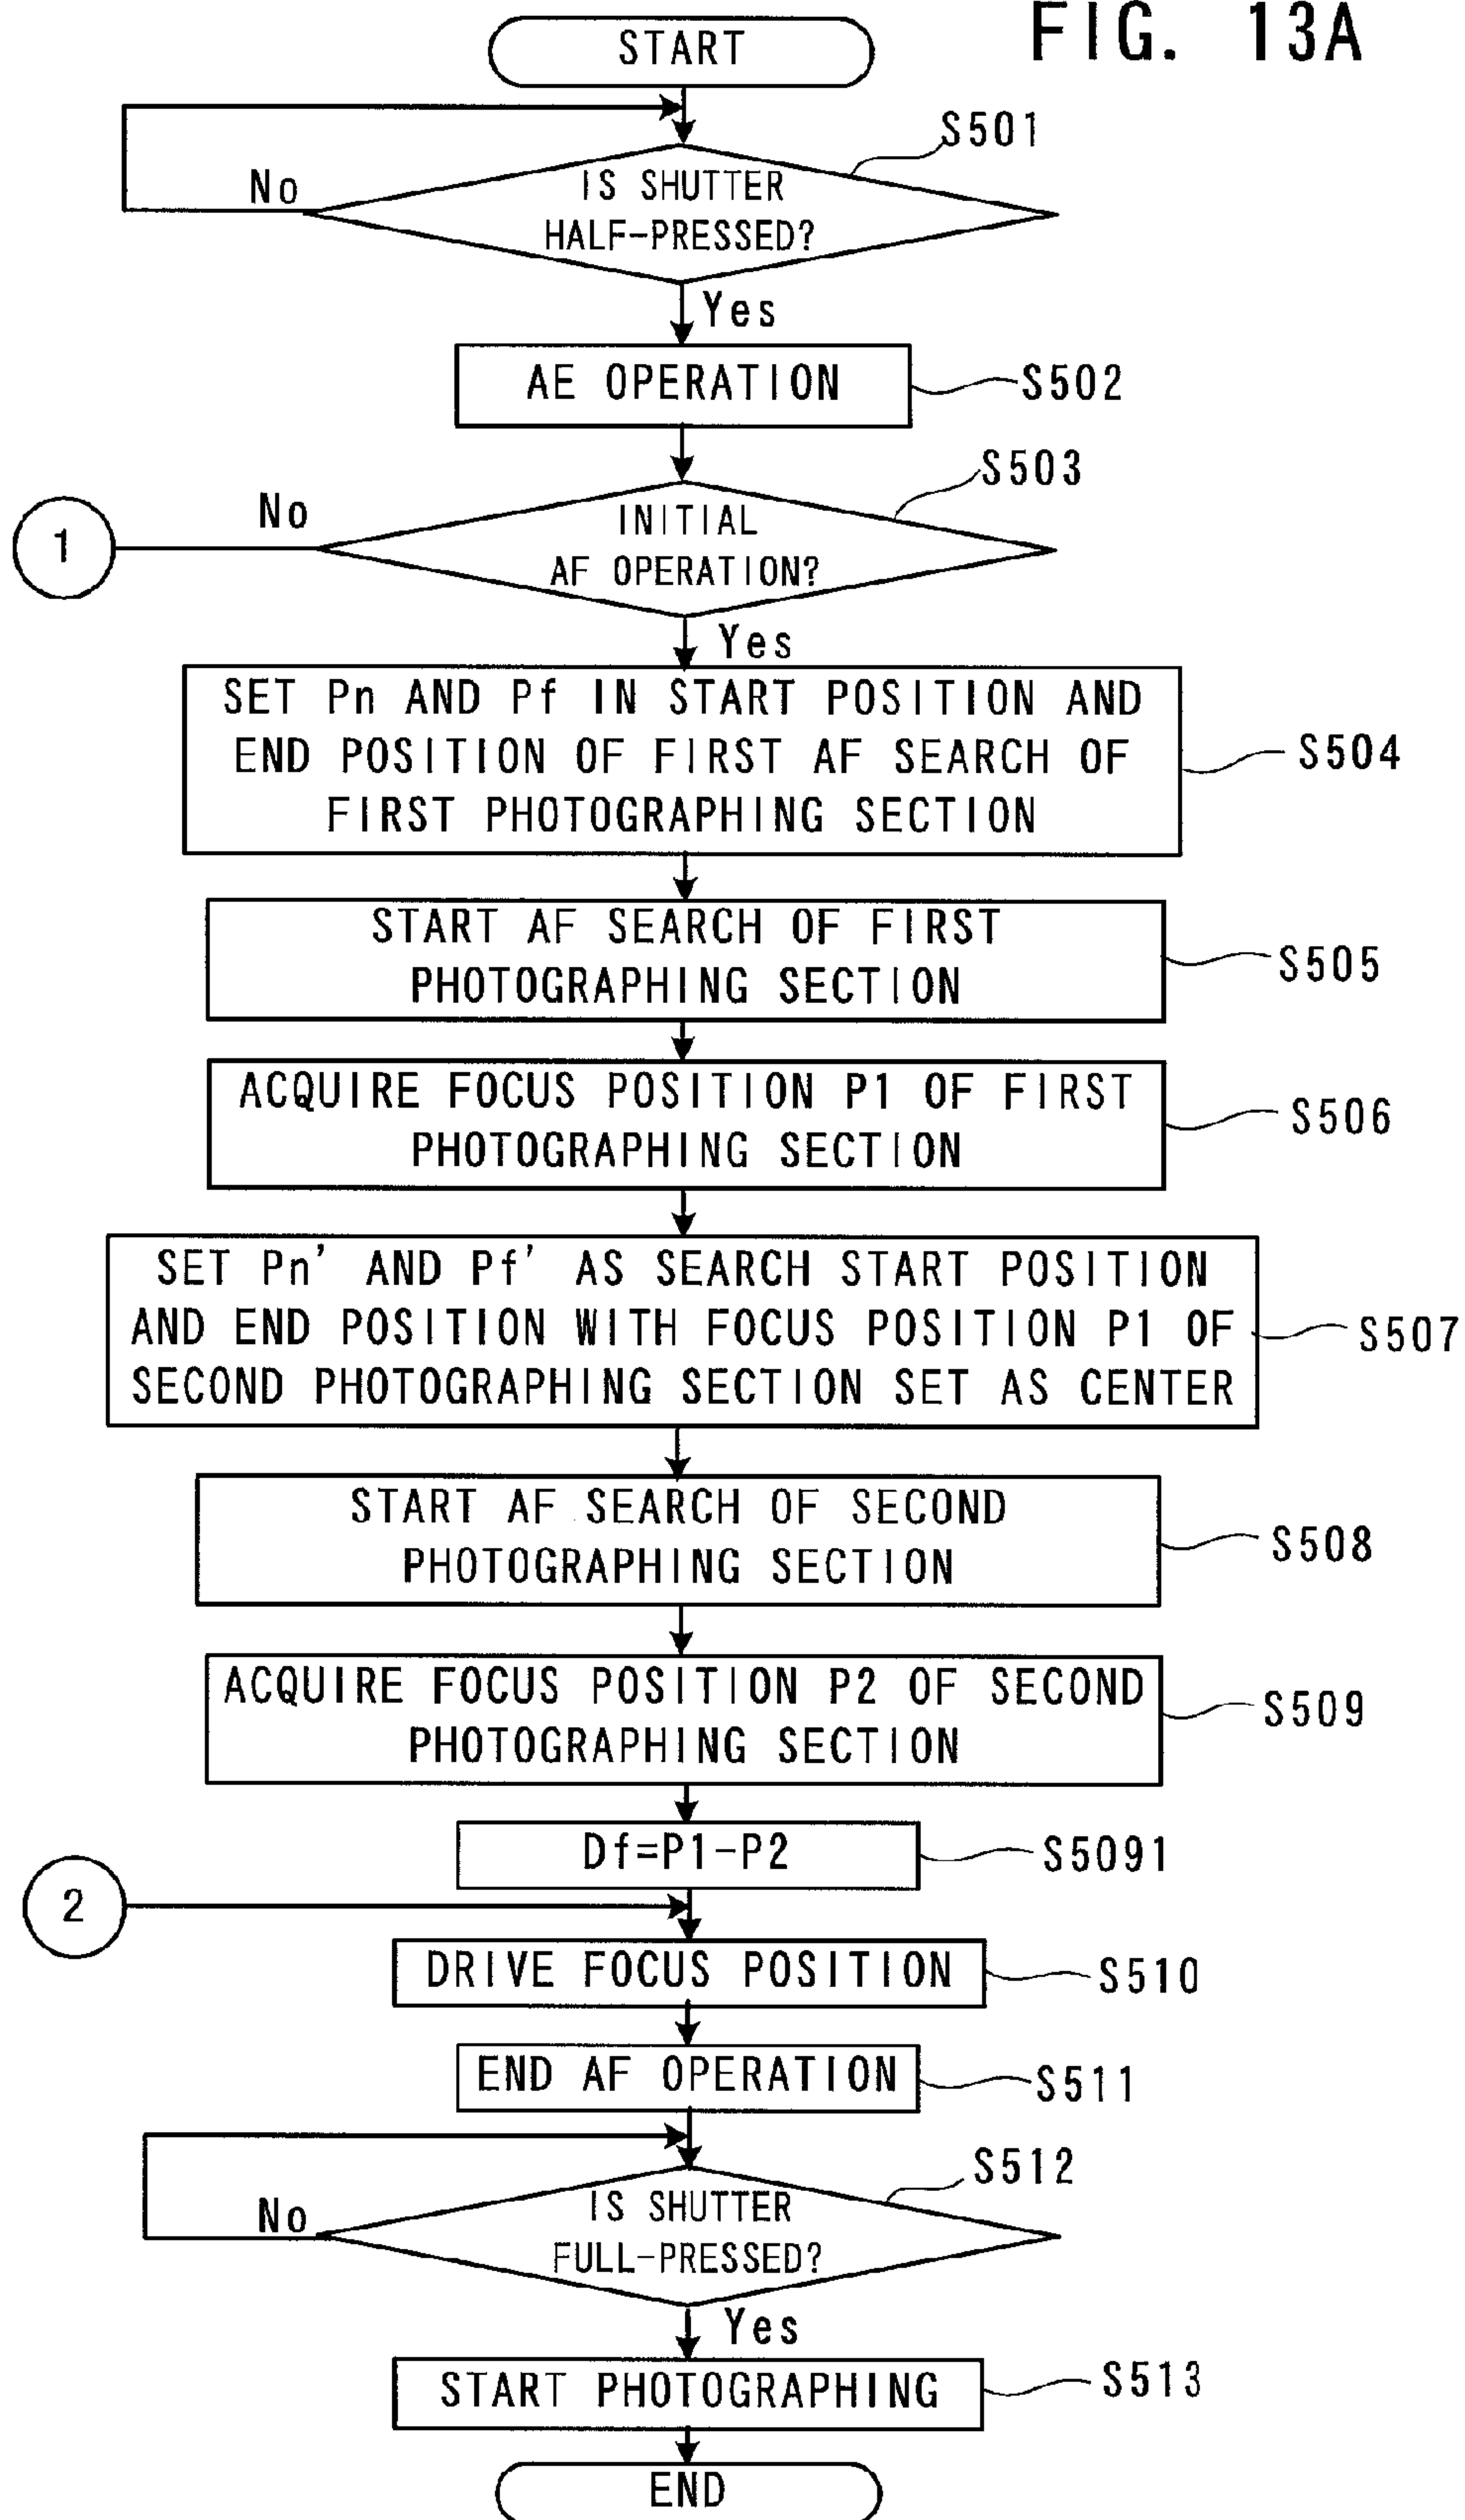 FIG. 13A
START
S501
No
IS SHUTTER
HALF-PRESSED?
Yes
AE OPERATION
S502
S503
No
1
INITIAL
AF OPERATION?
Yes
SET Pn AND Pf IN START POSITION AND
END POSITION OF FIRST AF SEARCH OF
FIRST PHOTOGRAPHING SECTION
S504
START AF SEARCH OF FIRST
PHOTOGRAPHING SECTION
S505
ACQUIRE FOCUS POSITION P1 OF FIRST
PHOTOGRAPHING SECTION
S506
SET Pn' AND Pf' AS SEARCH START POSITION
AND END POSITION WITH FOCUS POSITION P1 OF
SECOND PHOTOGRAPHING SECTION SET AS CENTER
S507
START AF SEARCH OF SECOND
PHOTOGRAPHING SECTION
S508
ACQUIRE FOCUS POSITION P2 OF SECOND
PHOTOGRAPHING SECTION
S509
Df=P1-P2
S5091
2
DRIVE FOCUS POSITION
S510
END AF OPERATION
S511
S512
No
IS SHUTTER
FULL-PRESSED?
Yes
START PHOTOGRAPHING
S513
END